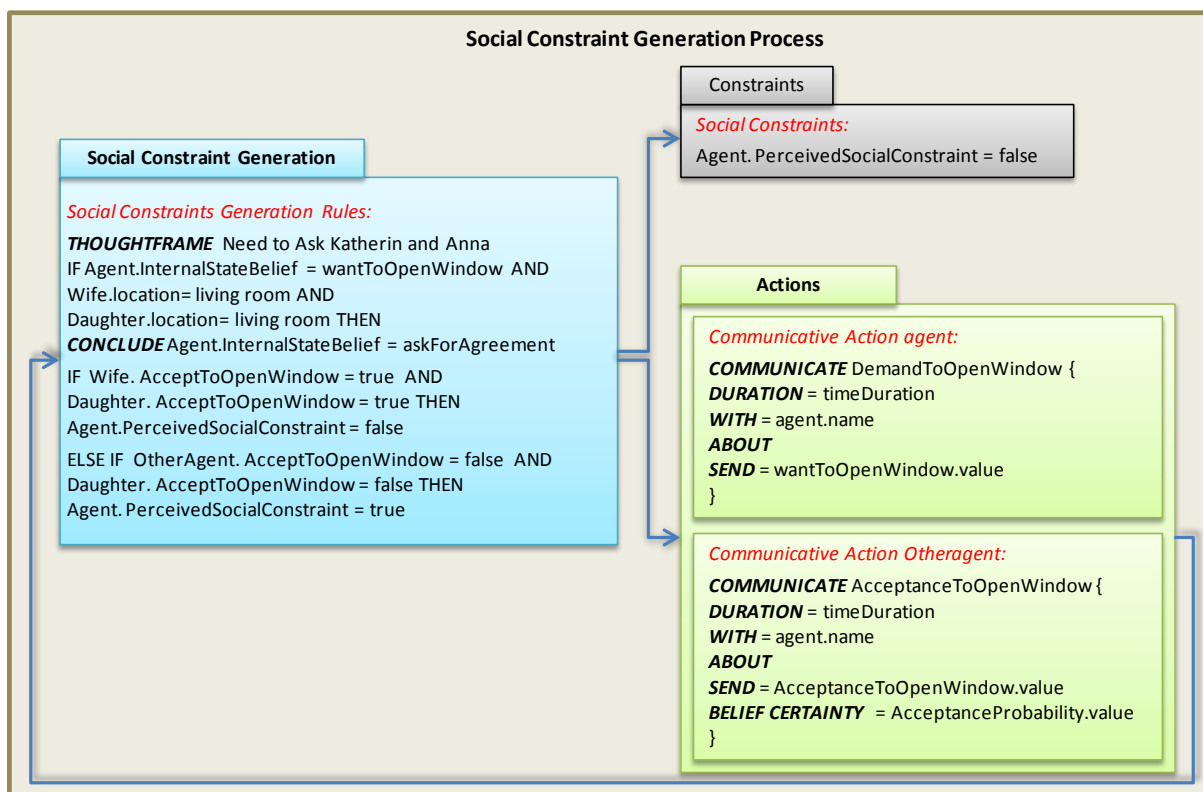 Social Constraint Generation Process
Social Constraint Generation
Social Constraints Generation Rules:
THOUGHTFRAME Need to Ask Katherin and Anna
IF Agent.InternalStateBelief = wantToOpenWindow AND
Wife.location= living room AND
Daughter.location= living room THEN
CONCLUDE Agent.InternalStateBelief = askForAgreement
IF Wife. AcceptToOpenWindow = true AND
Daughter. AcceptToOpenWindow = true THEN
Agent.PerceivedSocialConstraint = false
ELSE IF OtherAgent. AcceptToOpenWindow = false AND
Daughter. AcceptToOpenWindow = false THEN
Agent. PerceivedSocialConstraint = true
Constraints
Social Constraints:
Agent. PerceivedSocialConstraint = false
Actions
Communicative Action agent:
COMMUNICATE DemandToOpenWindow {
DURATION = timeDuration
WITH = agent.name
ABOUT
SEND = wantToOpenWindow.value
}
Communicative Action Otheragent:
COMMUNICATE AcceptanceToOpenWindow {
DURATION = timeDuration
WITH = agent.name
ABOUT
SEND = AcceptanceToOpenWindow.value
BELIEF CERTAINTY = AcceptanceProbability.value
}